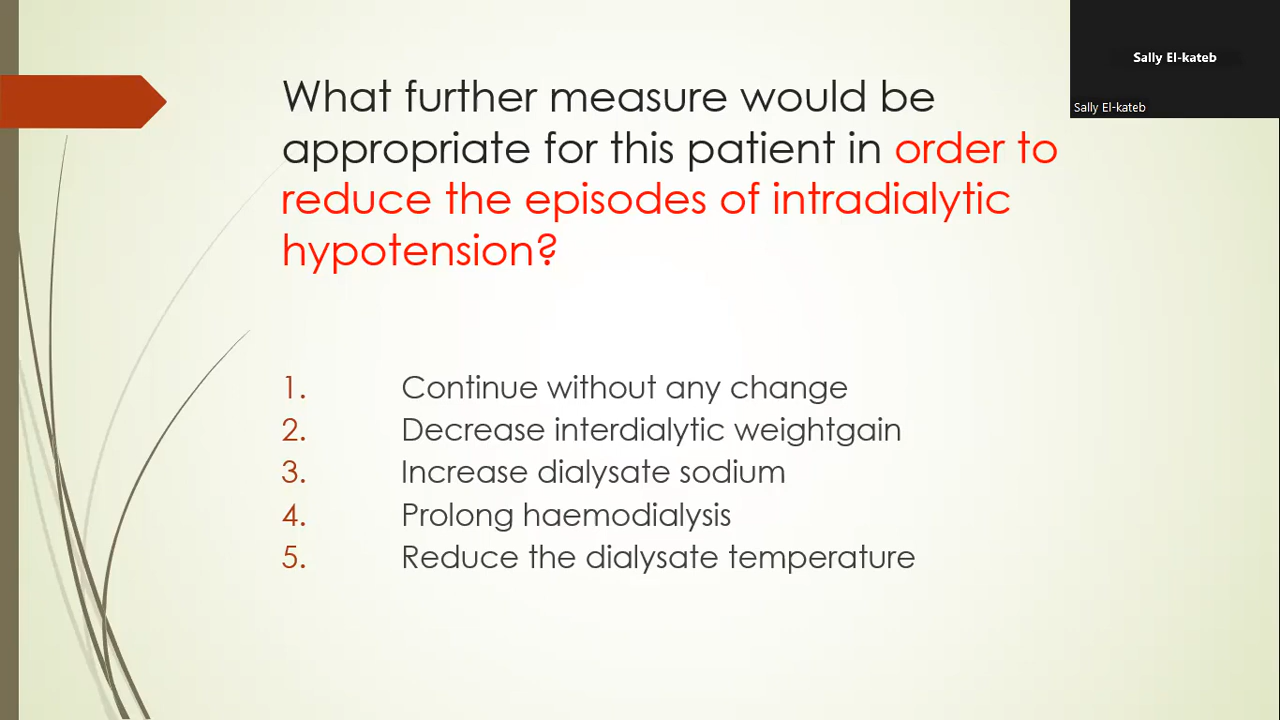 What further measure would be
appropriate for this patient in order to
reduce the episodes of intradialytic
hypotension?
1. Continue without any change
2. Decrease interdialytic weightgain
3. Increase dialysate sodium
4. Prolong haemodialysis
5. Reduce the dialysate temperature
Sally El-kateb
Sally El-kateb